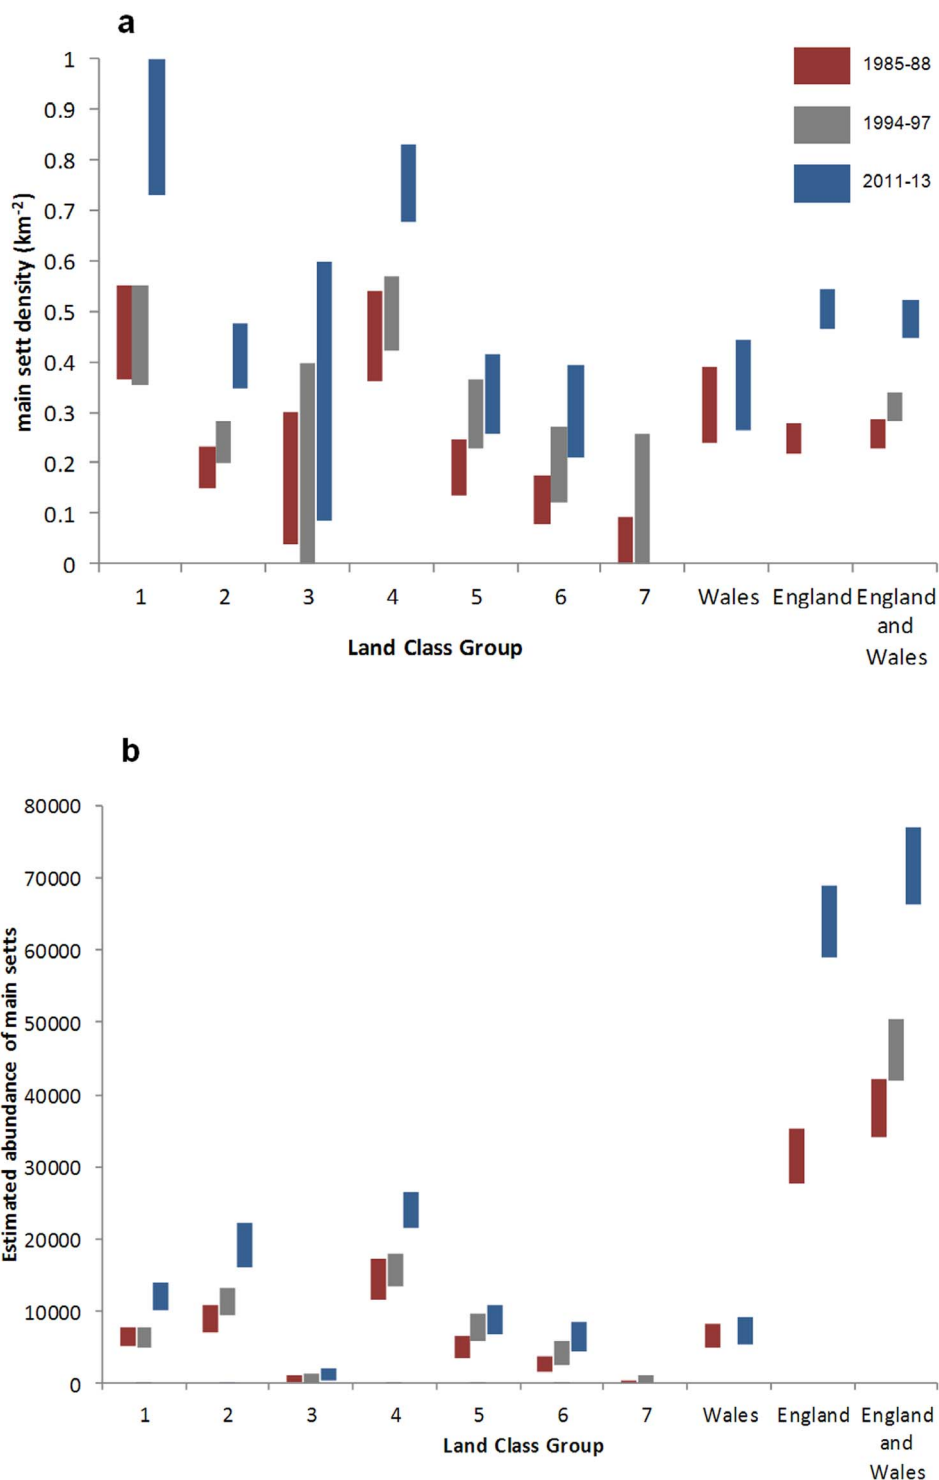 a
1
0.9
0.8
0.7
0.6
0.5
0.4
0.3
0.2
0.1
0
main sett density (km-2)
1985-88
1994-97
2011-13
1 2 3 4 5 6 7 Wales England England and Wales
Land Class Group
b
80000
70000
60000
50000
40000
30000
20000
10000
0
Estimated abundance of main setts
1 2 3 4 5 6 7 Wales England England and Wales
Land Class Group